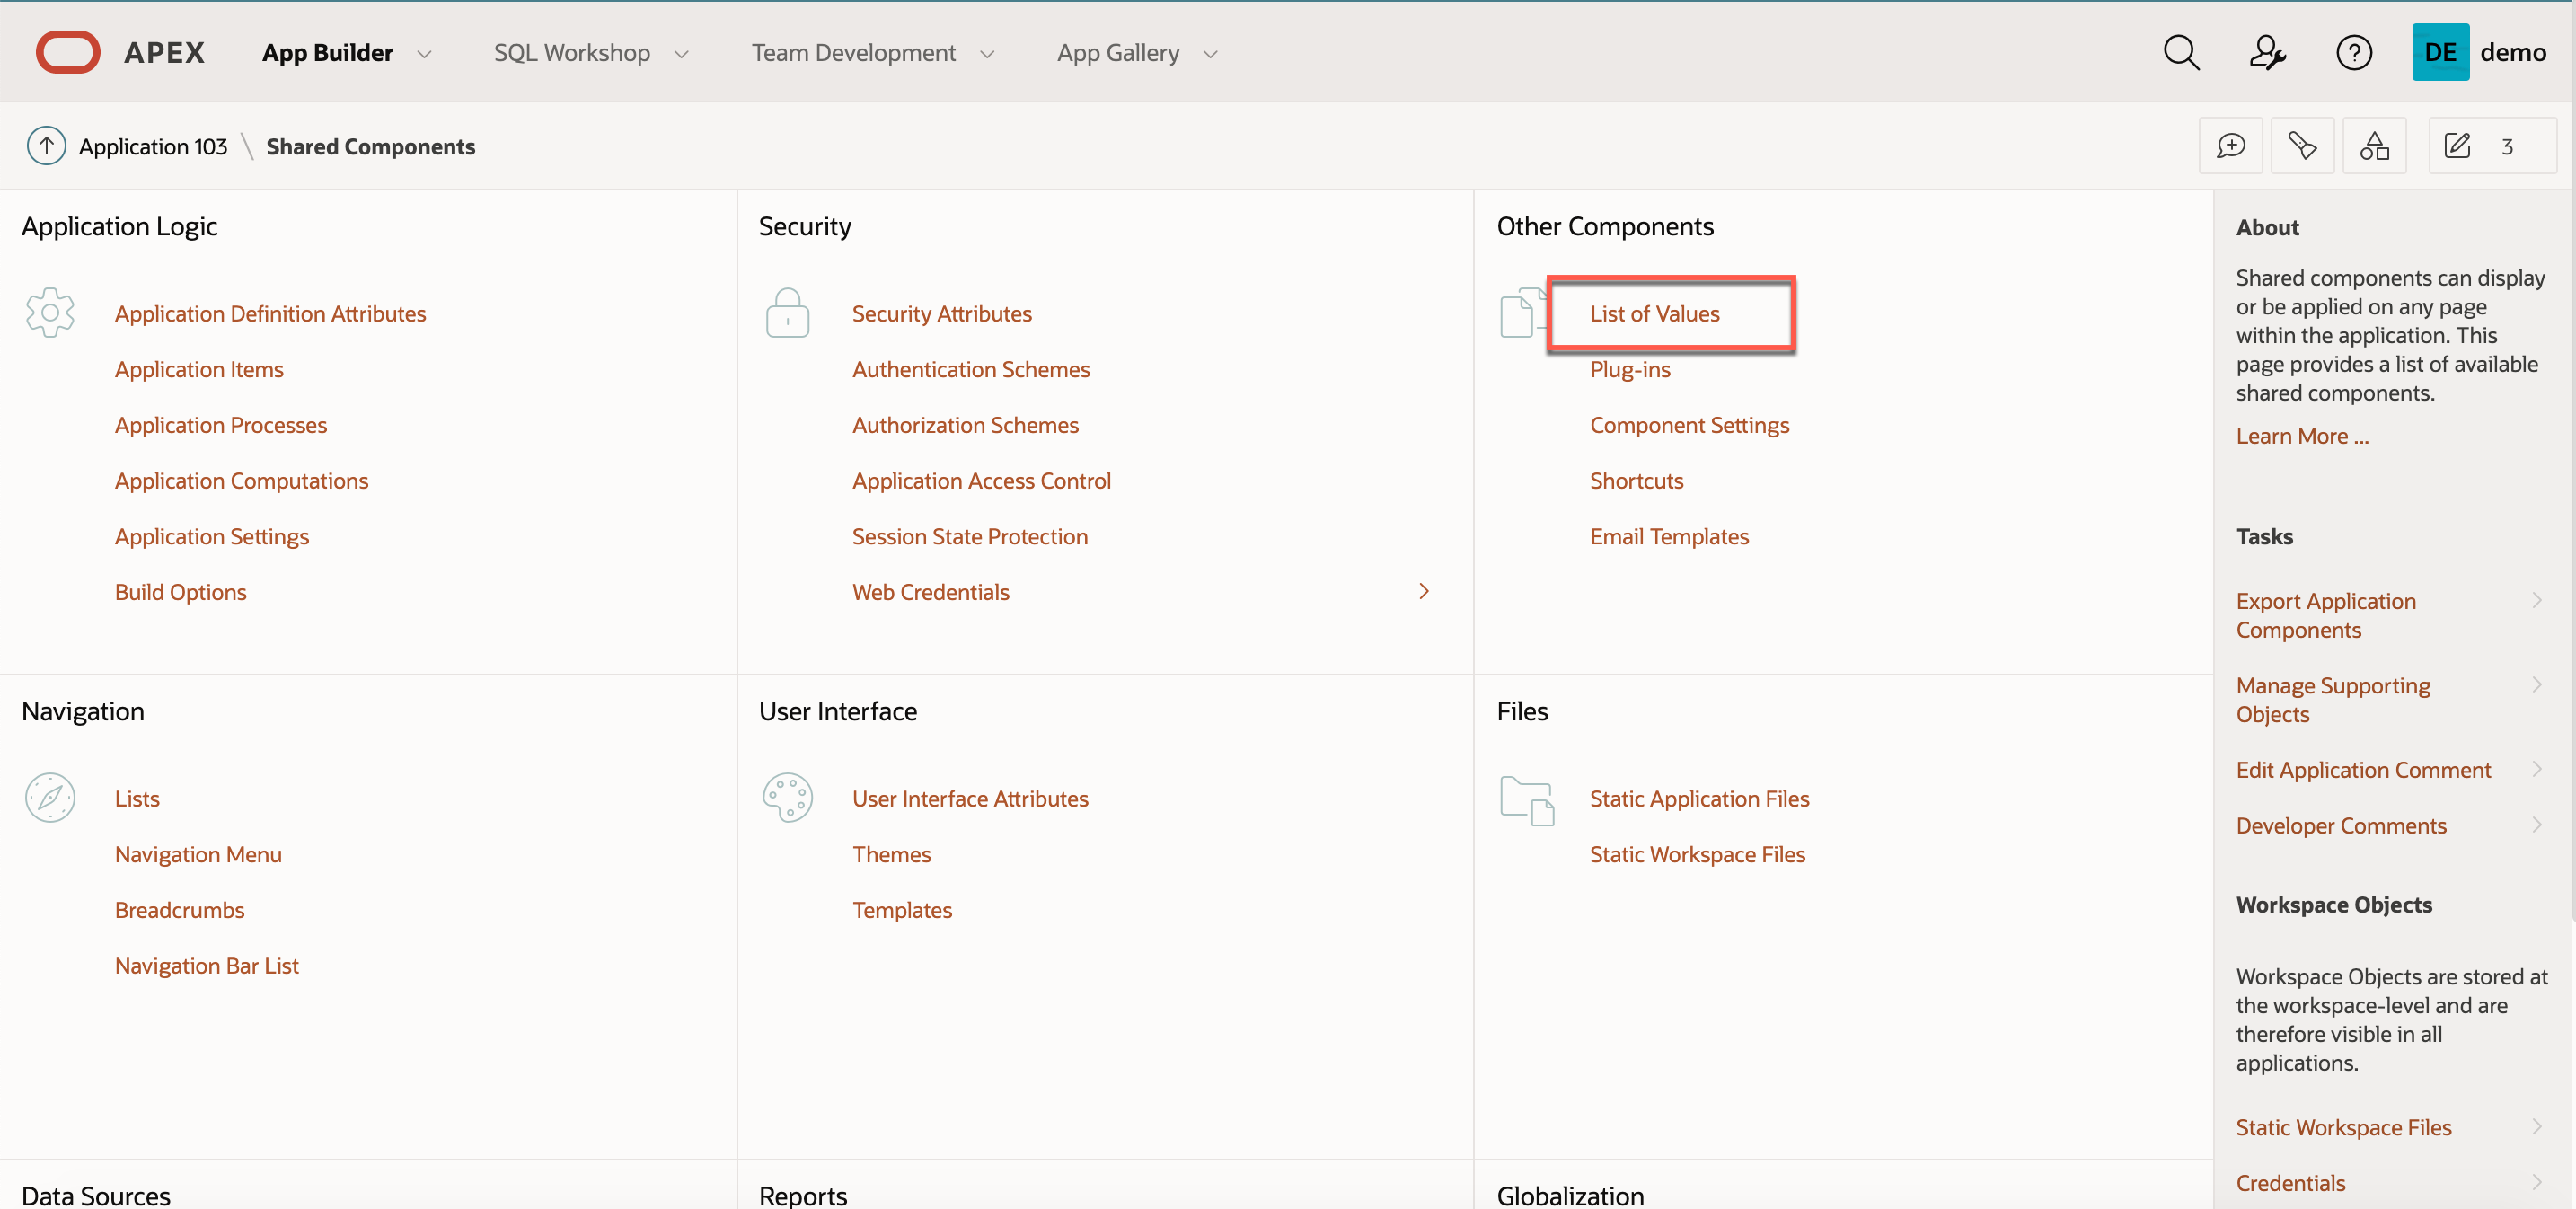 APEX
App Builder
SQL Workshop
Team Development
App Gallery
DE
demo
Application 103
Shared Components
3
Application Logic
Application Definition Attributes
Application Items
Application Processes
Application Computations
Application Settings
Build Options
Security
Security Attributes
Authentication Schemes
Authorization Schemes
Application Access Control
Session State Protection
Web Credentials
Other Components
List of Values
Plug-ins
Component Settings
Shortcuts
Email Templates
Navigation
Lists
Navigation Menu
Breadcrumbs
Navigation Bar List
User Interface
User Interface Attributes
Themes
Templates
Files
Static Application Files
Static Workspace Files
Data Sources
Reports
Globalization
About
Shared components can display
or be applied on any page
within the application. This
page provides a list of available
shared components.
Learn More ...
Tasks
Export Application
Components
Manage Supporting
Objects
Edit Application Comment
Developer Comments
Workspace Objects
Workspace Objects are stored at
the workspace-level and are
therefore visible in all
applications.
Static Workspace Files
Credentials